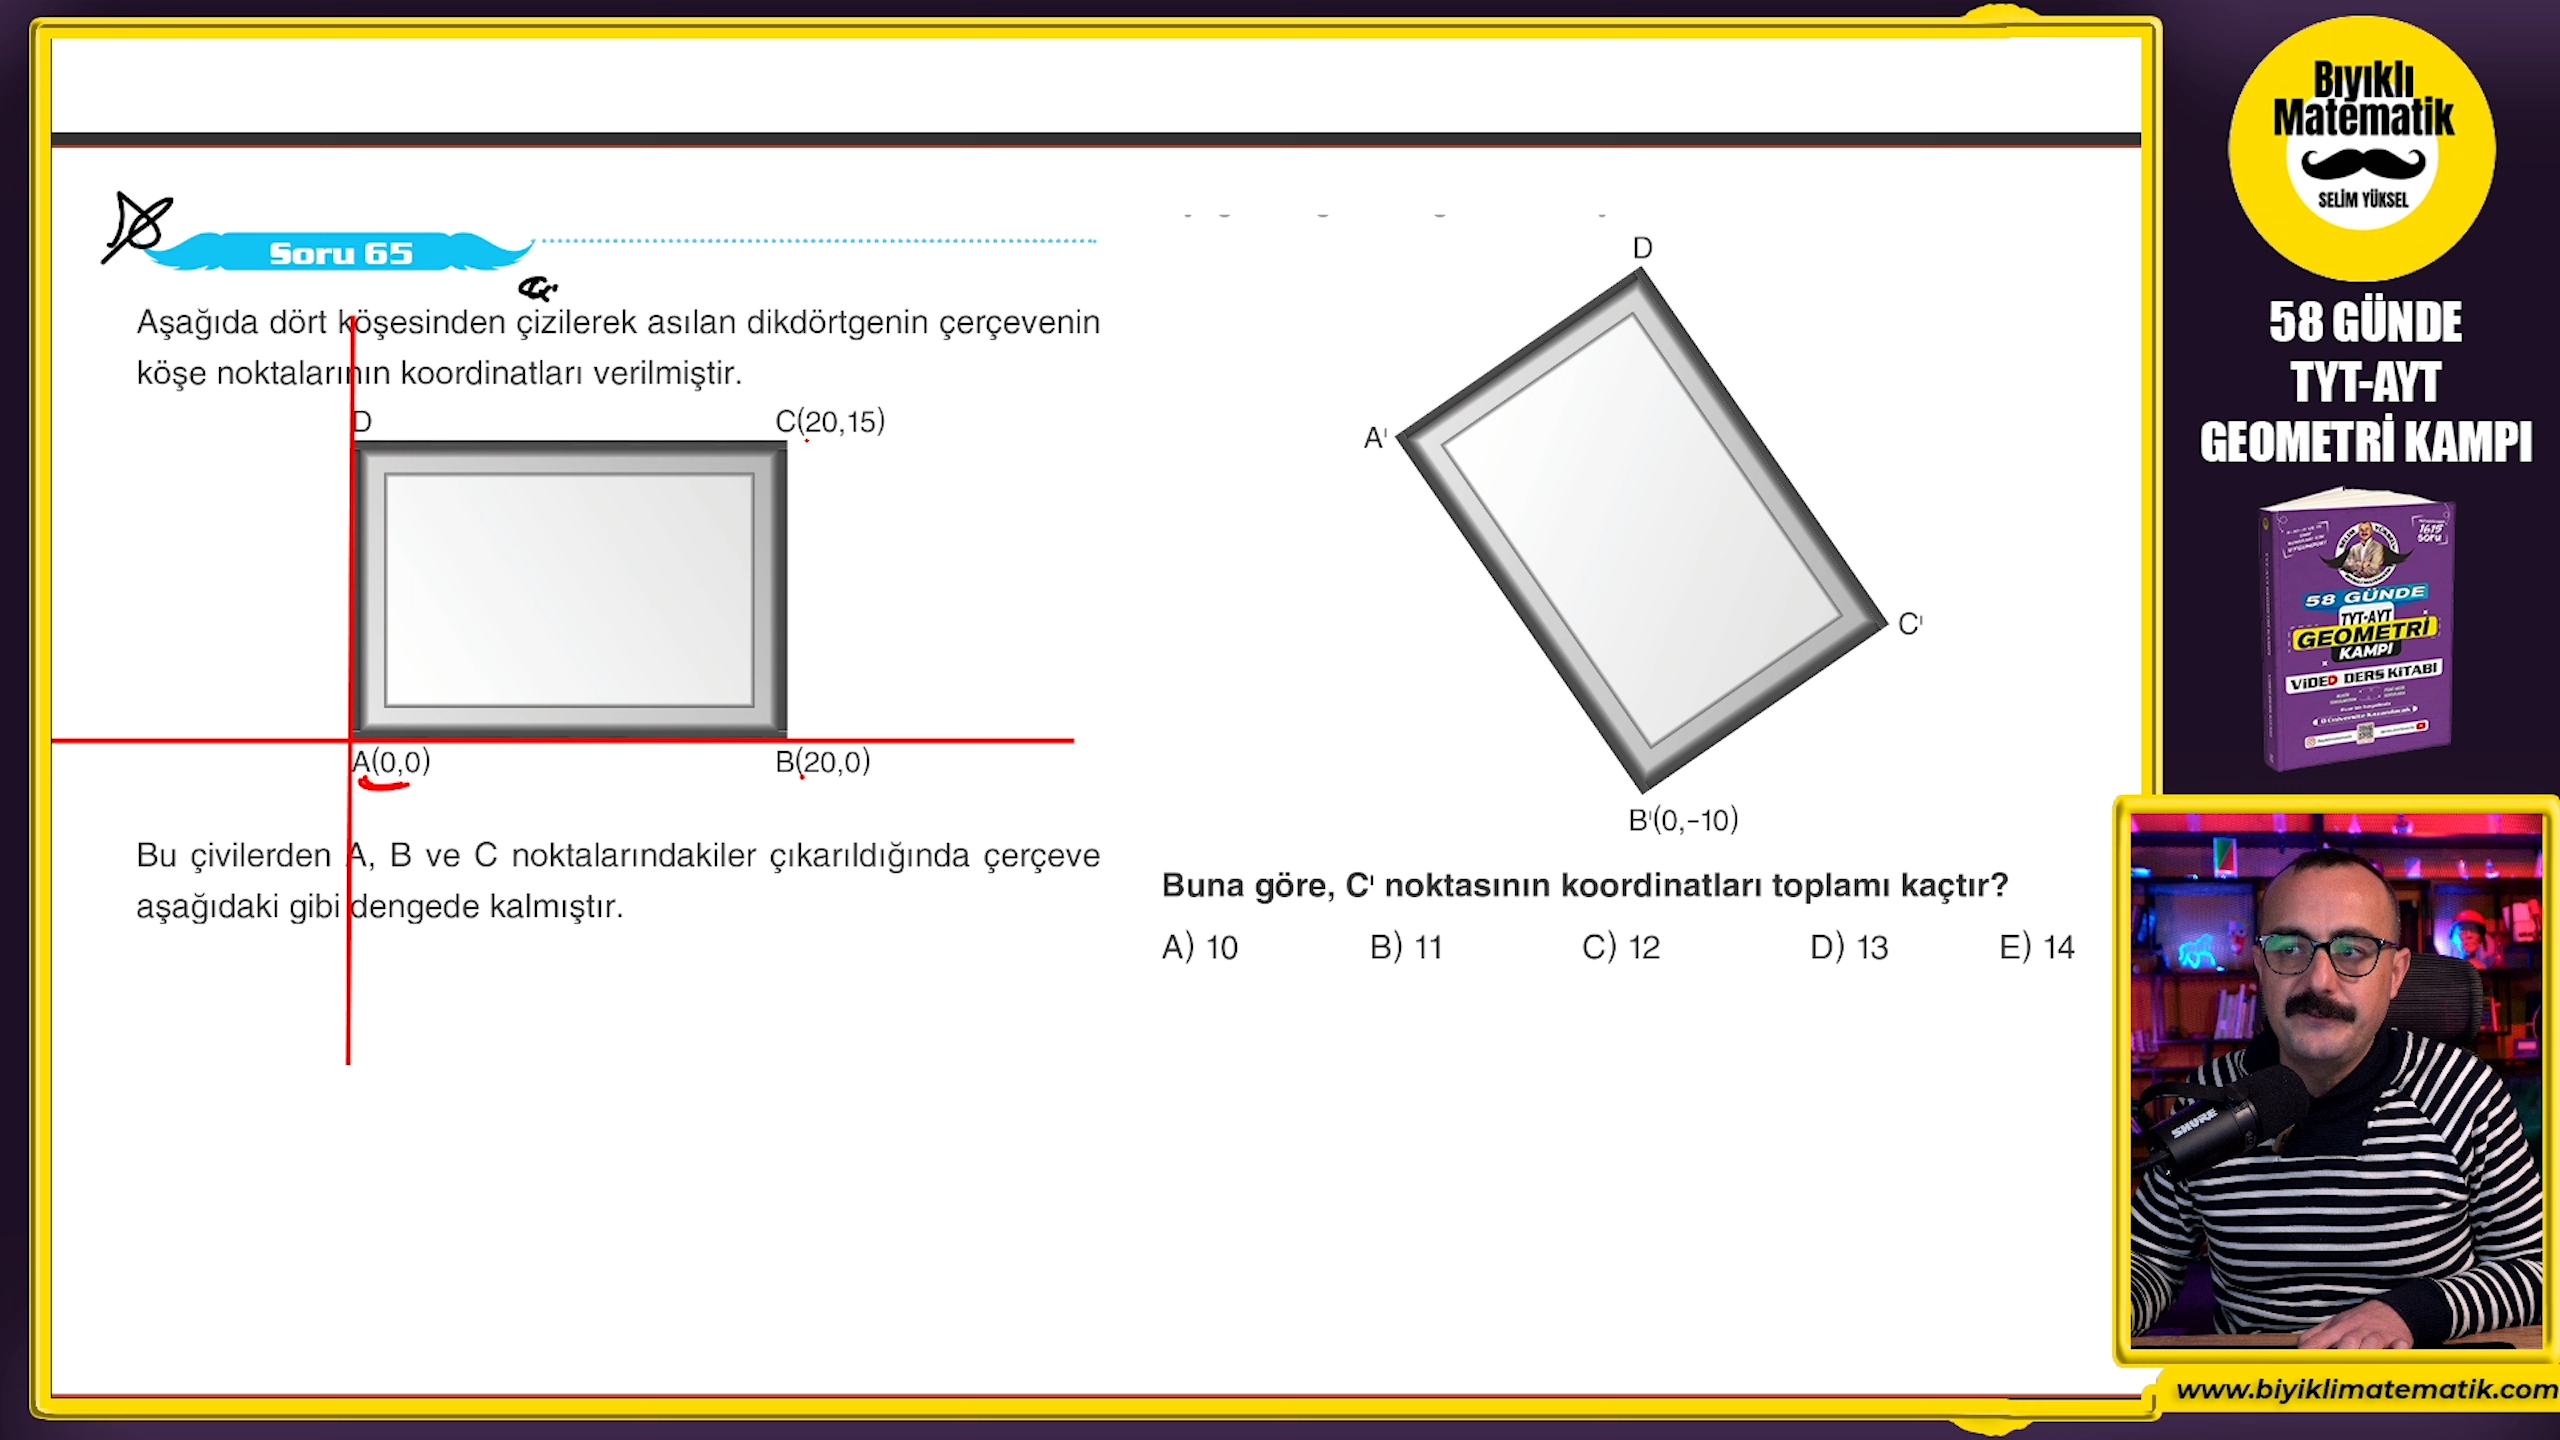 Soru 65
Aşağıda dört köşesinden çizilerek asılan dikdörtgenin çerçevenin
köşe noktalarının koordinatları verilmiştir.
D
C(20,15)
A(0,0)
B(20,0)
Bu çivilerden A, B ve C noktalarındakiler çıkarıldığında çerçeve
aşağıdaki gibi dengede kalmıştır.
D
A'
C'
B'(0,-10)
Buna göre, C' noktasının koordinatları toplamı kaçtır?
A) 10 B) 11 C) 12 D) 13 E) 14
Bıyıklı
Matematik
SELİM YÜKSEL
58 GÜNDE
TYT-AYT
GEOMETRİ KAMPI
1615
soru
58 GÜNDE
TYT-AYT
GEOMETRİ
KAMPI
VİDEO DERS KİTABI
SHURE
www.biyiklimatematik.com